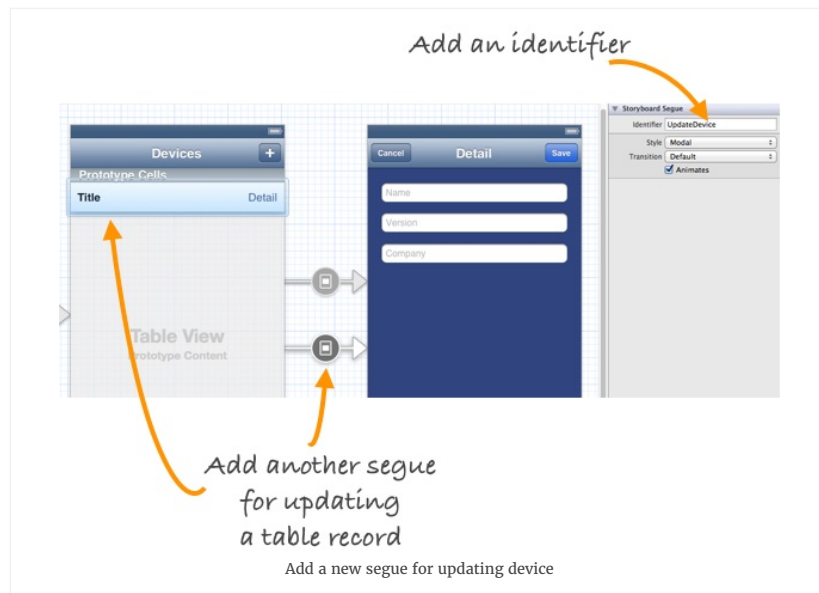 Add an identifier
Storyboard Segue
Identifier UpdateDevice
Style Modal
Transition Default
Animates
Devices +
Prototype Cells
Title Detail
Table View
Prototype Content
Cancel Detail Save
Name
Version
Company
Add another segue
for updating
a table record
Add a new segue for updating device